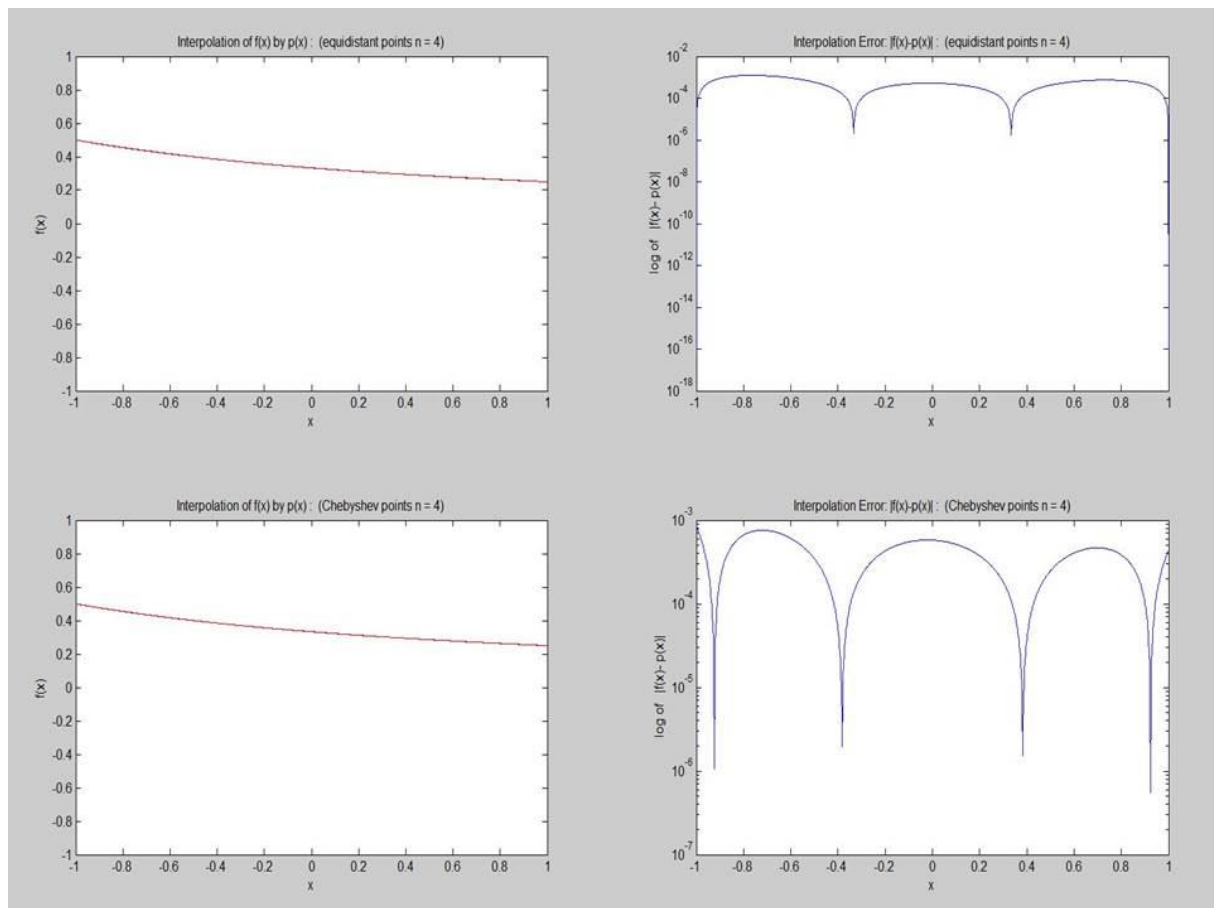 Interpolation of f(x) by p(x) : (equidistant points n = 4)
1
0.8
0.6
0.4
0.2
0
-0.2
-0.4
-0.6
-0.8
-1
f(x)
-1 -0.8 -0.6 -0.4 -0.2 0 0.2 0.4 0.6 0.8 1
x
Interpolation Error: |f(x)-p(x)| : (equidistant points n = 4)
10^-2
10^-4
10^-6
10^-8
10^-10
10^-12
10^-14
10^-16
10^-18
log of |f(x)- p(x)|
-1 -0.8 -0.6 -0.4 -0.2 0 0.2 0.4 0.6 0.8 1
x
Interpolation of f(x) by p(x) : (Chebyshev points n = 4)
1
0.8
0.6
0.4
0.2
0
-0.2
-0.4
-0.6
-0.8
-1
f(x)
-1 -0.8 -0.6 -0.4 -0.2 0 0.2 0.4 0.6 0.8 1
x
Interpolation Error: |f(x)-p(x)| : (Chebyshev points n = 4)
10^-3
10^-4
10^-5
10^-6
10^-7
log of |f(x)- p(x)|
-1 -0.8 -0.6 -0.4 -0.2 0 0.2 0.4 0.6 0.8 1
x